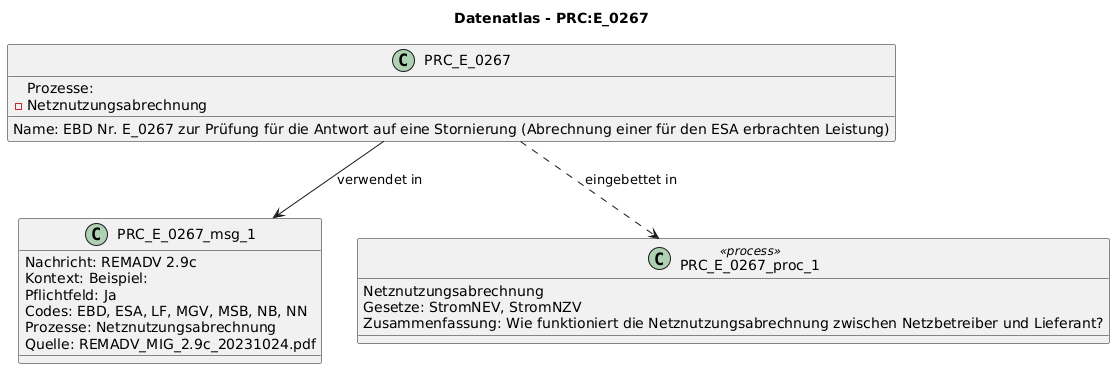 Datenatlas - PRC:E_0267
C PRC_E_0267
Prozesse:
Netznutzungsabrechnung
Name: EBD Nr. E_0267 zur Prüfung für die Antwort auf eine Stornierung (Abrechnung einer für den ESA erbrachten Leistung)
verwendet in
eingebettet in
C PRC_E_0267_msg_1
Nachricht: REMADV 2.9c
Kontext: Beispiel:
Pflichtfeld: Ja
Codes: EBD, ESA, LF, MGV, MSB, NB, NN
Prozesse: Netznutzungsabrechnung
Quelle: REMADV_MIG_2.9c_20231024.pdf
«process»
C PRC_E_0267_proc_1
Netznutzungsabrechnung
Gesetze: StromNEV, StromNZV
Zusammenfassung: Wie funktioniert die Netznutzungsabrechnung zwischen Netzbetreiber und Lieferant?